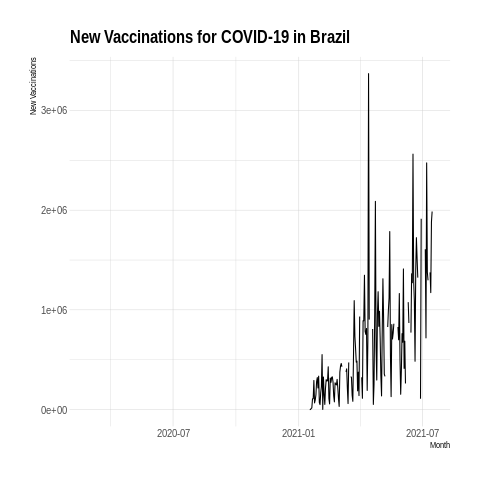 New Vaccinations for COVID-19 in Brazil
New Vaccinations
3e+06
2e+06
1e+06
0e+00
2020-07
2021-01
2021-07
Month